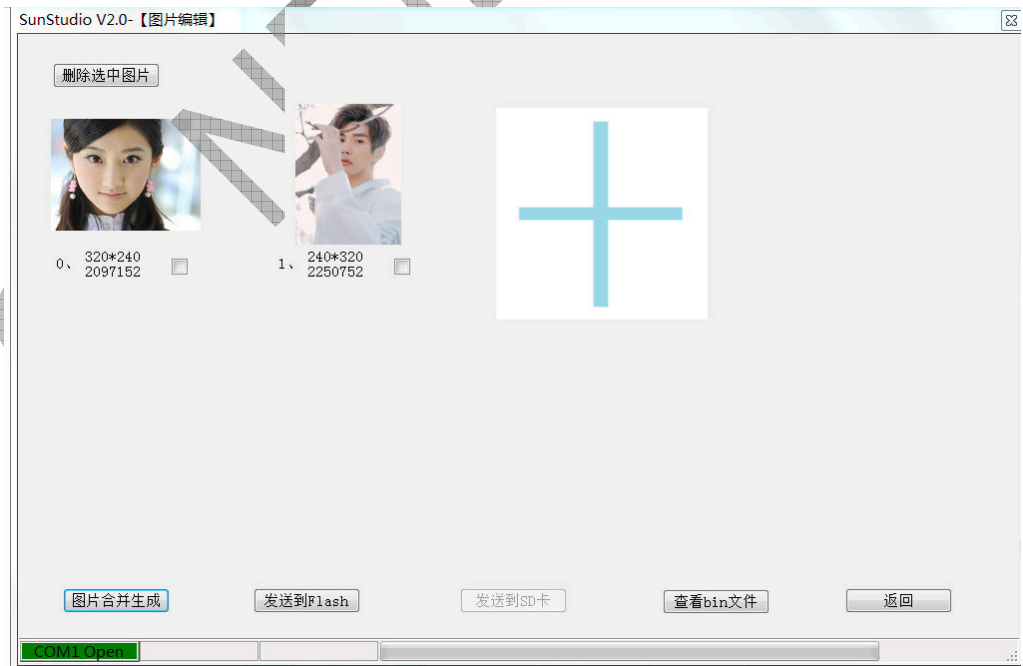 SunStudio V2.0-【图片编辑】
删除选中图片
0、 320*240
2097152
1、 240*320
2250752
图片合并生成
发送到Flash
发送到SD卡
查看bin文件
返回
COM1 Open